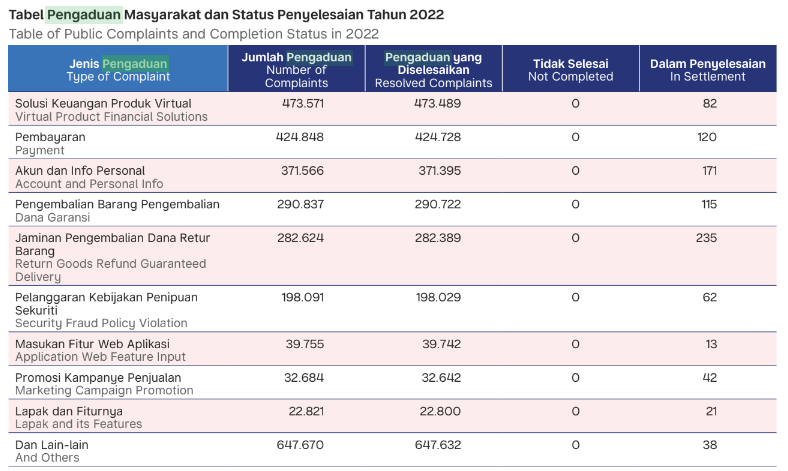 Tabel Pengaduan Masyarakat dan Status Penyelesaian Tahun 2022
Table of Public Complaints and Completion Status in 2022
Jenis Pengaduan
Type of Complaint
Jumlah Pengaduan
Number of
Complaints
Pengaduan yang
Diselesaikan
Resolved Complaints
Tidak Selesai
Not Completed
Dalam Penyelesaian
In Settlement
Solusi Keuangan Produk Virtual 473.571 473.489 0 82
Virtual Product Financial Solutions
Pembayaran 424.848 424.728 0 120
Payment
Akun dan Info Personal 371.566 371.395 0 171
Account and Personal Info
Pengembalian Barang Pengembalian 290.837 290.722 0 115
Dana Garansi
Jaminan Pengembalian Dana Retur 282.624 282.389 0 235
Barang
Return Goods Refund Guaranteed
Delivery
Pelanggaran Kebijakan Penipuan 198.091 198.029 0 62
Sekuriti
Security Fraud Policy Violation
Masukan Fitur Web Aplikasi 39.755 39.742 0 13
Application Web Feature Input
Promosi Kampanye Penjualan 32.684 32.642 0 42
Marketing Campaign Promotion
Lapak dan Fiturnya 22.821 22.800 0 21
Lapak and its Features
Dan Lain-lain 647.670 647.632 0 38
And Others